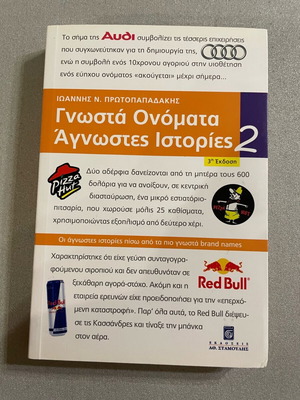 Το σήμα της Audi συμβολίζει τις τέσσερις επιχειρήσεις
που συγχωνεύτηκαν για τη δημιουργία της,
ενώ η συμβολή ενός 10χρονου αγοριού στην υιοθέτηση
ενός εύηχου ονόματος «ακούγεται» μέχρι σήμερα...
ΙΩΑΝΝΗΣ Ν. ΠΡΩΤΟΠΑΠΑΔΑΚΗΣ
Γνωστά Ονόματα
Άγνωστες Ιστορίες 2
3η Έκδοση
Pizza Hut
Δύο αδέρφια δανείζονται από τη μητέρα τους 600
δολάρια για να ανοίξουν, σε κεντρική
διασταύρωση, ένα μικρό εστιατόριο-
πιτσαρία, που χωρούσε μόλις 25 καθίσματα,
χρησιμοποιώντας εξοπλισμό από δεύτερο χέρι.
Οι άγνωστες ιστορίες πίσω από τα πιο γνωστά brand names
Χαρακτηρίστηκε ότι είχε γεύση συνταγογρα-
φούμενου σιροπιού και δεν απευθυνόταν σε
ξεκάθαρη αγορά-στόχο. Ακόμη και η
εταιρεία ερευνών είχε προειδοποιήσει για την «επερχό-
μενη καταστροφή». Παρ' όλα αυτά, το Red Bull διέψευ-
σε τις Κασσάνδρες και τίναξε την μπάνκα
στον αέρα.
Red Bull
Red Bull
ΕΚΔΟΣΕΙΣ
ΑΘ. ΣΤΑΜΟΥΛΗΣ